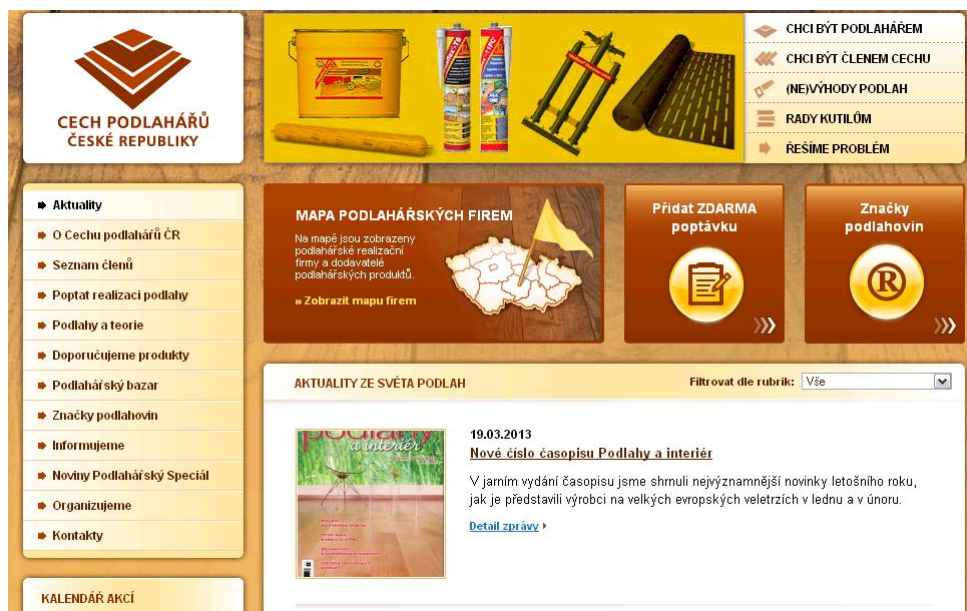 CECH PODLAHÁŘŮ
ČESKÉ REPUBLIKY
CHCI BÝT PODLAHÁŘEM
CHCI BÝT ČLENEM CECHU
(NE)VÝHODY PODLAH
RADY KUTILŮM
ŘEŠÍME PROBLÉM
Aktuality
O Cechu podlahářů ČR
Seznam členů
Poptat realizaci podlahy
Podlahy a teorie
Doporučujeme produkty
Podlahářský bazar
Značky podlahovin
Informujeme
Noviny Podlahářský Speciál
Organizujeme
Kontakty
KALENDÁŘ AKCÍ
MAPA PODLAHÁŘSKÝCH FIREM
Na mapě jsou zobrazeny
podlahářské realizační
firmy a dodavatelé
podlahářských produktů.
» Zobrazit mapu firem
Přidat ZDARMA
poptávku
Značky
podlahovin
®
AKTUALITY ZE SVĚTA PODLAH
Filtrovat dle rubrik: Vše
podlahy
a interiér
19.03.2013
Nové číslo časopisu Podlahy a interiér
V jarním vydání časopisu jsme shrnuli nejvýznamnější novinky letošního roku,
jak je představili výrobci na velkých evropských veletrzích v lednu a v únoru.
Detail zprávy